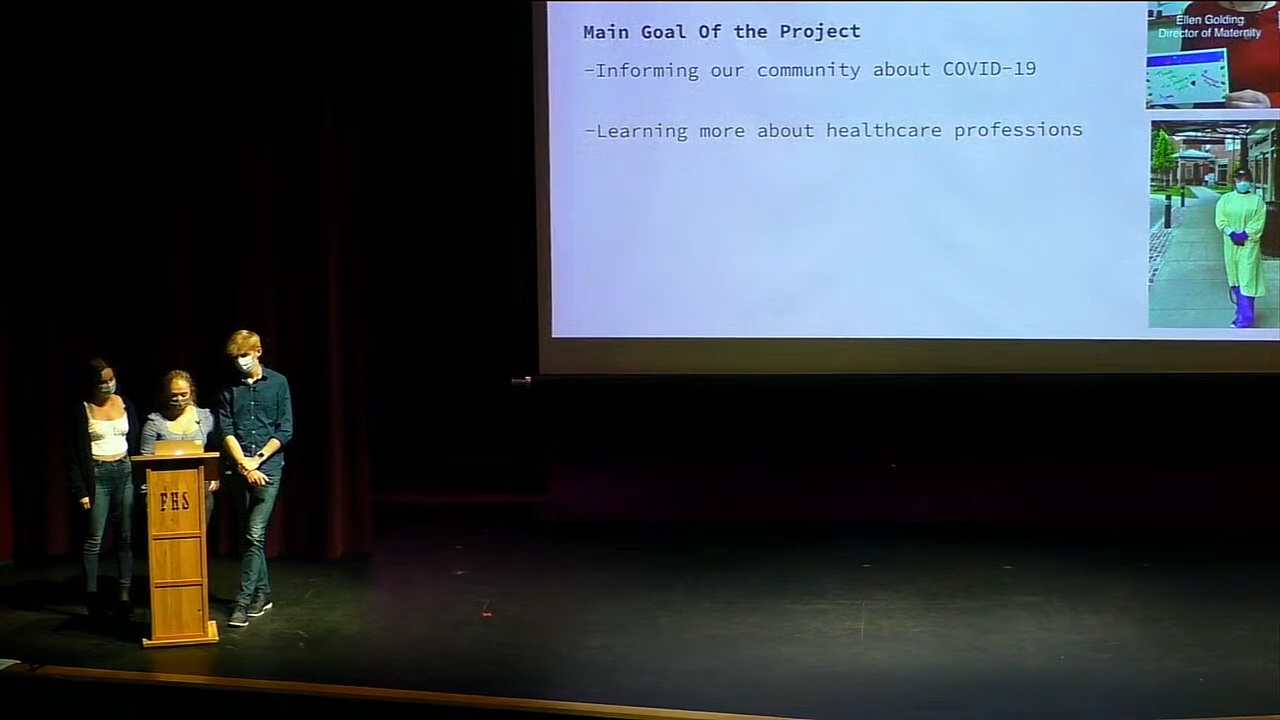 Main Goal Of the Project
-Informing our community about COVID-19
-Learning more about healthcare professions
Ellen Golding
Director of Maternity
FHS